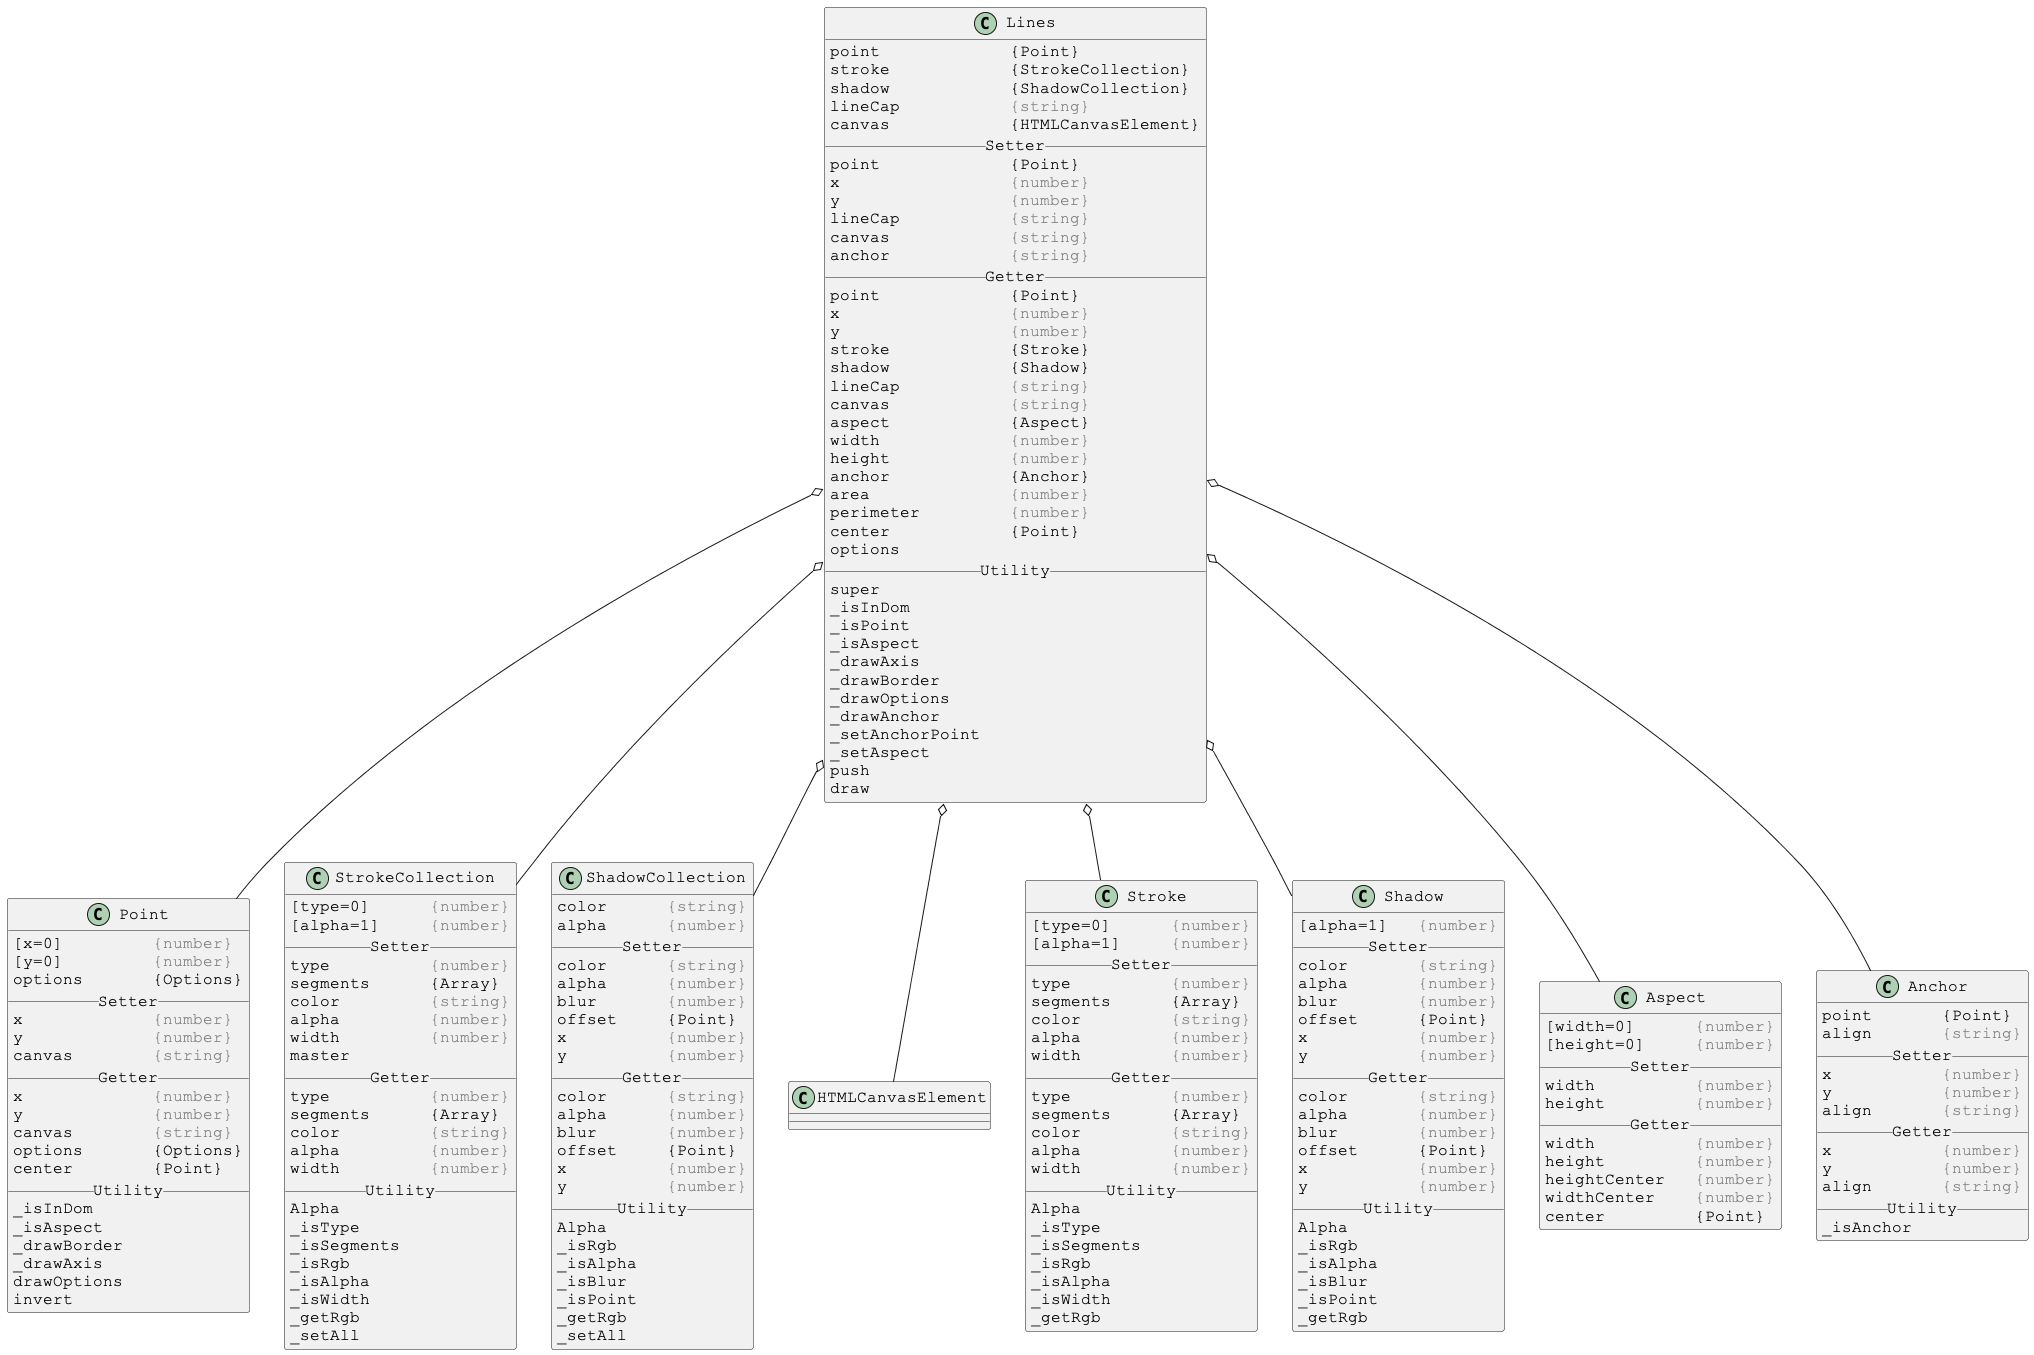 C Lines
point {Point}
stroke {StrokeCollection}
shadow {ShadowCollection}
lineCap {string}
canvas {HTMLCanvasElement}
Setter
point {Point}
x {number}
y {number}
lineCap {string}
canvas {string}
anchor {string}
Getter
point {Point}
x {number}
y {number}
stroke {Stroke}
shadow {Shadow}
lineCap {string}
canvas {string}
aspect {Aspect}
width {number}
height {number}
anchor {Anchor}
area {number}
perimeter {number}
center {Point}
options
Utility
super
_isInDom
_isPoint
_isAspect
_drawAxis
_drawBorder
_drawOptions
_drawAnchor
_setAnchorPoint
_setAspect
push
draw
C Point
[x=0] {number}
[y=0] {number}
options {Options}
Setter
x {number}
y {number}
canvas {string}
Getter
x {number}
y {number}
canvas {string}
options {Options}
center {Point}
Utility
_isInDom
_isAspect
_drawBorder
_drawAxis
drawOptions
invert
C StrokeCollection
[type=0] {number}
[alpha=1] {number}
Setter
type {number}
segments {Array}
color {string}
alpha {number}
width {number}
master
Getter
type {number}
segments {Array}
color {string}
alpha {number}
width {number}
Utility
Alpha
_isType
_isSegments
_isRgb
_isAlpha
_isWidth
_getRgb
_setAll
C ShadowCollection
color {string}
alpha {number}
Setter
color {string}
alpha {number}
blur {number}
offset {Point}
x {number}
y {number}
Getter
color {string}
alpha {number}
blur {number}
offset {Point}
x {number}
y {number}
Utility
Alpha
_isRgb
_isAlpha
_isBlur
_isPoint
_getRgb
_setAll
C HTMLCanvasElement
C Stroke
[type=0] {number}
[alpha=1] {number}
Setter
type {number}
segments {Array}
color {string}
alpha {number}
width {number}
Getter
type {number}
segments {Array}
color {string}
alpha {number}
width {number}
Utility
Alpha
_isType
_isSegments
_isRgb
_isAlpha
_isWidth
_getRgb
C Shadow
[alpha=1] {number}
Setter
color {string}
alpha {number}
blur {number}
offset {Point}
x {number}
y {number}
Getter
color {string}
alpha {number}
blur {number}
offset {Point}
x {number}
y {number}
Utility
Alpha
_isRgb
_isAlpha
_isBlur
_isPoint
_getRgb
C Aspect
[width=0] {number}
[height=0] {number}
Setter
width {number}
height {number}
Getter
width {number}
height {number}
heightCenter {number}
widthCenter {number}
center {Point}
C Anchor
point {Point}
align {string}
Setter
x {number}
y {number}
align {string}
Getter
x {number}
y {number}
align {string}
Utility
_isAnchor